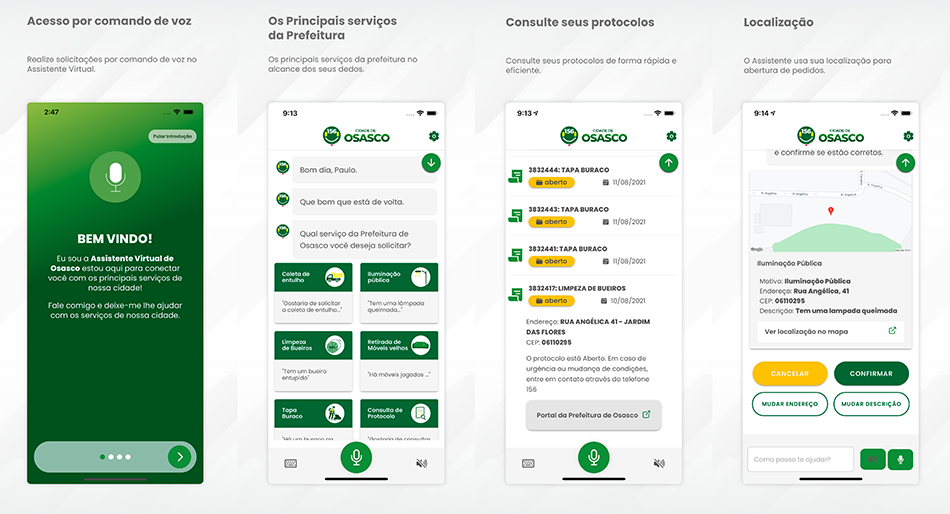 Acesso por comando de voz
Realize solicitações por comando de voz no
Assistente Virtual.
2:47
Pular Introdução
BEM VINDO!
Eu sou a Assistente Virtual de
Osasco estou aqui para conectar
você com os principais serviços de
nossa cidade!
Fale comigo e deixe-me lhe ajudar
com os serviços de nossa cidade.
Os Principais serviços
da Prefeitura
Os principais serviços da prefeitura no
alcance dos seus dedos.
9:13
156
CIDADE DE
OSASCO
Bom dia, Paulo.
Que bom que está de volta.
Qual serviço da Prefeitura de
Osasco você deseja solicitar?
Coleta de
entulho
"Gostaria de solicitar
a coleta de entulho..."
Iluminação
pública
"Tem uma lâmpada
queimada..."
Limpeza
de Bueiros
"Tem um bueiro
entupido"
Retirada de
Móveis velhos
"Há móveis jogados ..."
Tapa
Buraco
"Há um buraco na
Consulta de
Protocolo
"Gostaria de consultar
Consulte seus protocolos
Consulte seus protocolos de forma rápida e
eficiente.
9:13
156
CIDADE DE
OSASCO
3832444: TAPA BURACO
aberto 11/08/2021
3832443: TAPA BURACO
aberto 11/08/2021
3832441: TAPA BURACO
aberto 11/08/2021
3832417: LIMPEZA DE BUEIROS
aberto 10/08/2021
Endereço: RUA ANGÉLICA 41 - JARDIM
DAS FLORES
CEP: 06110295
O protocolo está Aberto. Em caso de
urgência ou mudança de condições,
entre em contato através do telefone
156
Portal da Prefeitura de Osasco
Localização
O Assistente usa sua localização para
abertura de pedidos.
9:14
156
CIDADE DE
OSASCO
e confirme se estão corretos.
R. Angélica
Iluminação Pública
Motivo: Iluminação Pública
Endereço: Rua Angélica, 41
CEP: 06110295
Descrição: Tem uma lampada queimada
Ver localização no mapa
CANCELAR CONFIRMAR
MUDAR ENDEREÇO MUDAR DESCRIÇÃO
Como posso te ajudar?